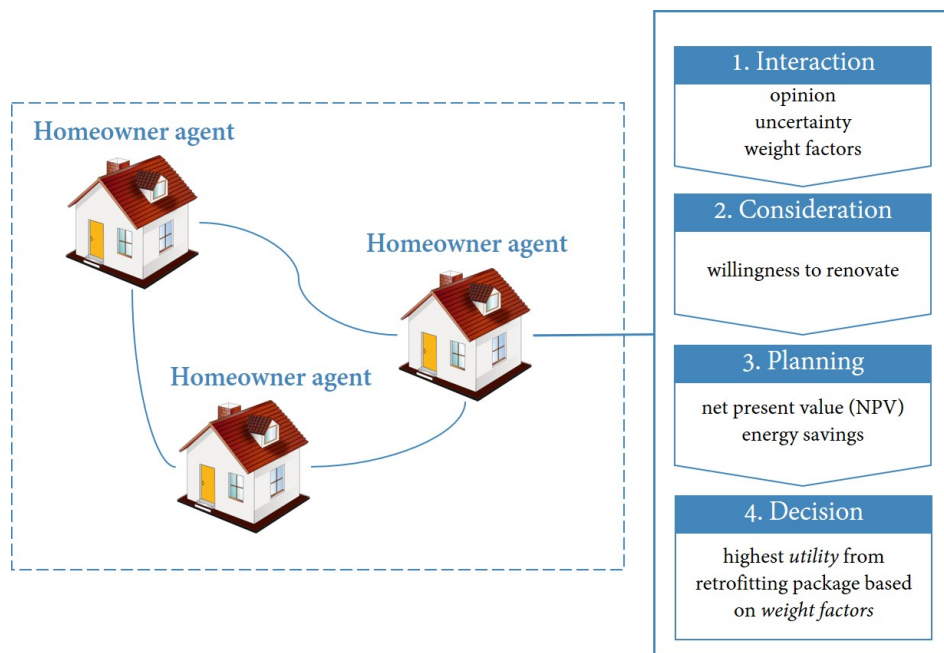 Homeowner agent
Homeowner agent
Homeowner agent
1. Interaction
opinion
uncertainty
weight factors
2. Consideration
willingness to renovate
3. Planning
net present value (NPV)
energy savings
4. Decision
highest utility from
retrofitting package based
on weight factors